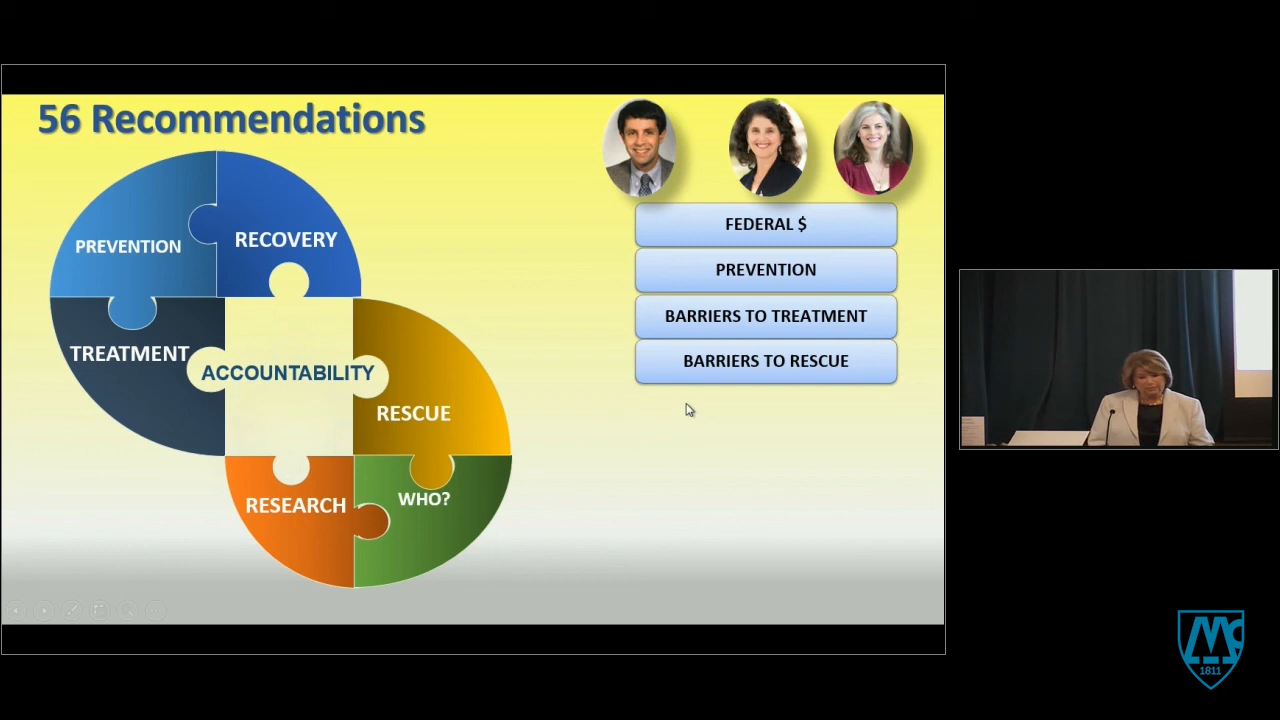 56 Recommendations
PREVENTION
RECOVERY
TREATMENT
ACCOUNTABILITY
RESCUE
RESEARCH
WHO?
FEDERAL $
PREVENTION
BARRIERS TO TREATMENT
BARRIERS TO RESCUE
1811